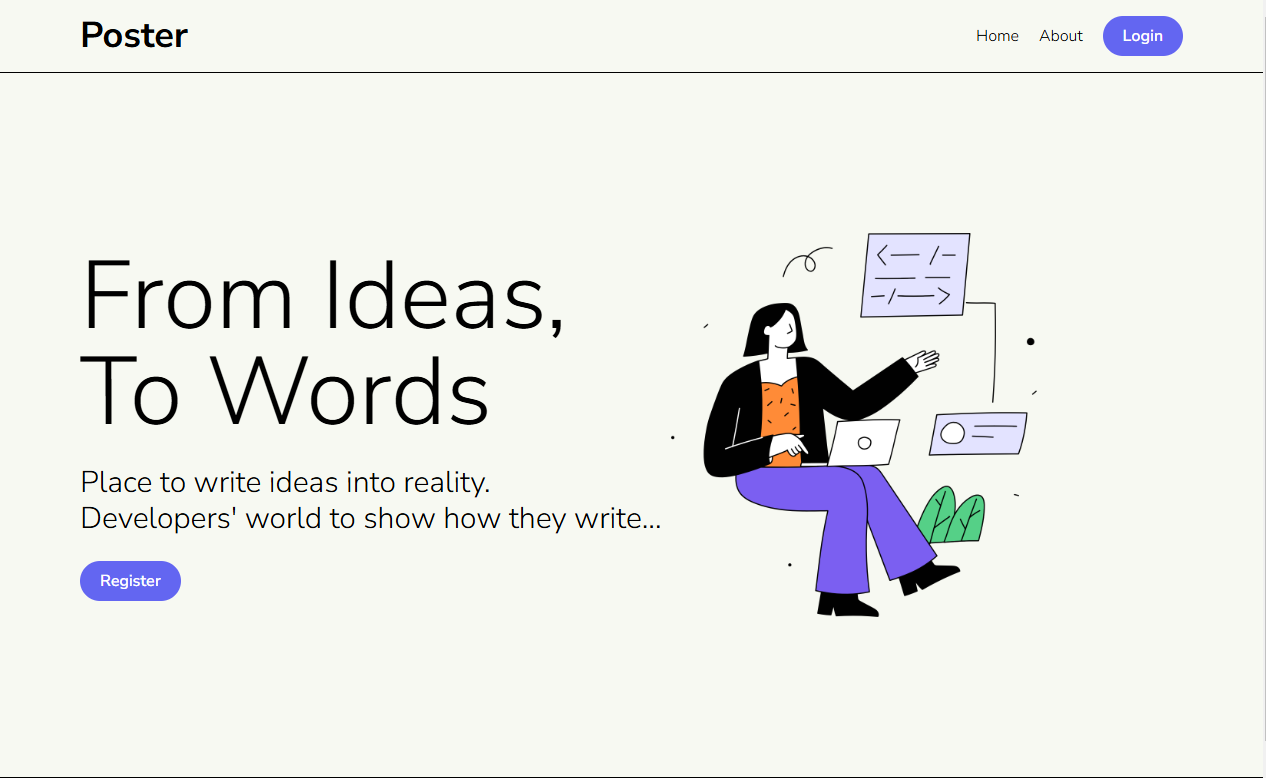 Poster
Home About Login
From Ideas,
To Words
Place to write ideas into reality.
Developers' world to show how they write...
Register